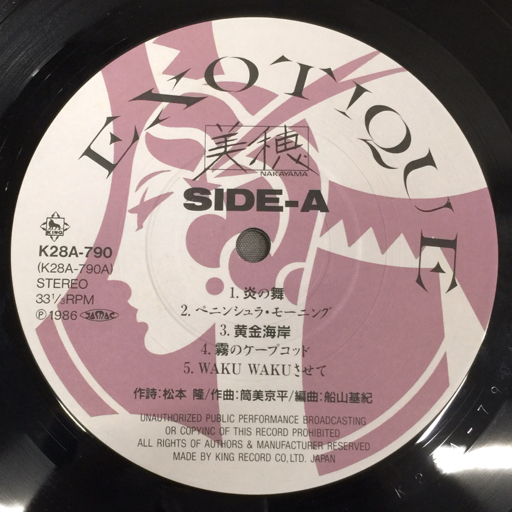 EXOTIQUE
美穂
NAKAYAMA
SIDE-A
KING
K28A-790
(K28A-790A)
STEREO
33⅓RPM
Ⓟ1986 JASRAC
1. 炎の舞
2. ペニンシュラ・モーニング
3. 黄金海岸
4. 霧のケープコッド
5. WAKU WAKUさせて
作詩:松本 隆/作曲:筒美京平/編曲:船山基紀
UNAUTHORIZED PUBLIC PERFORMANCE BROADCASTING
OR COPYING OF THIS RECORD PROHIBITED
ALL RIGHTS OF AUTHORS & MANUFACTURER RESERVED
MADE BY KING RECORD CO,LTD. JAPAN